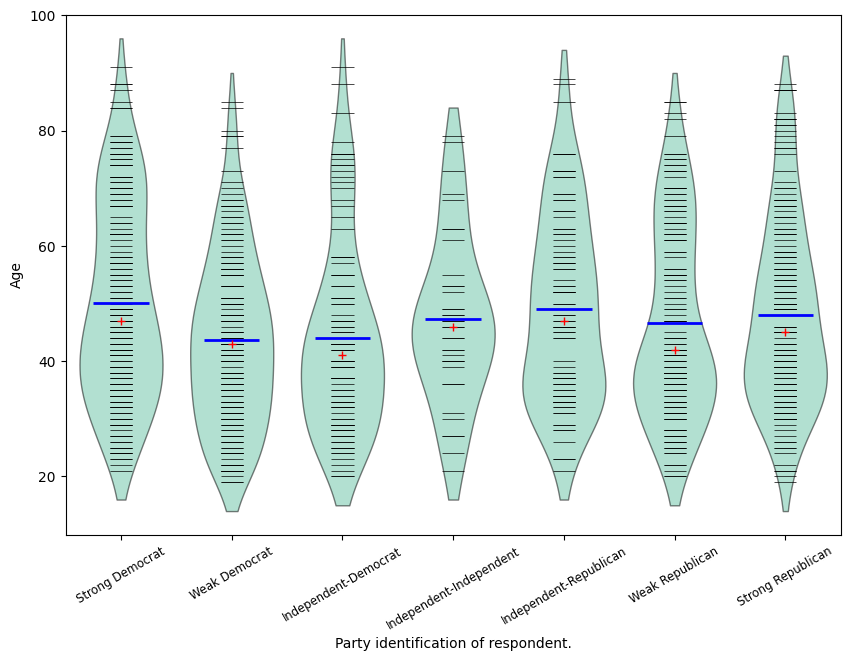 100
80
60
40
20
Age
Strong Democrat
Weak Democrat
Independent-Democrat
Independent-Independent
Independent-Republican
Weak Republican
Strong Republican
Party identification of respondent.